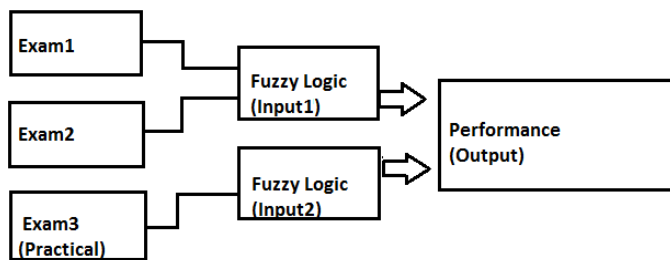 Exam1
Exam2
Exam3
(Practical)
Fuzzy Logic
(Input1)
Fuzzy Logic
(Input2)
Performance
(Output)